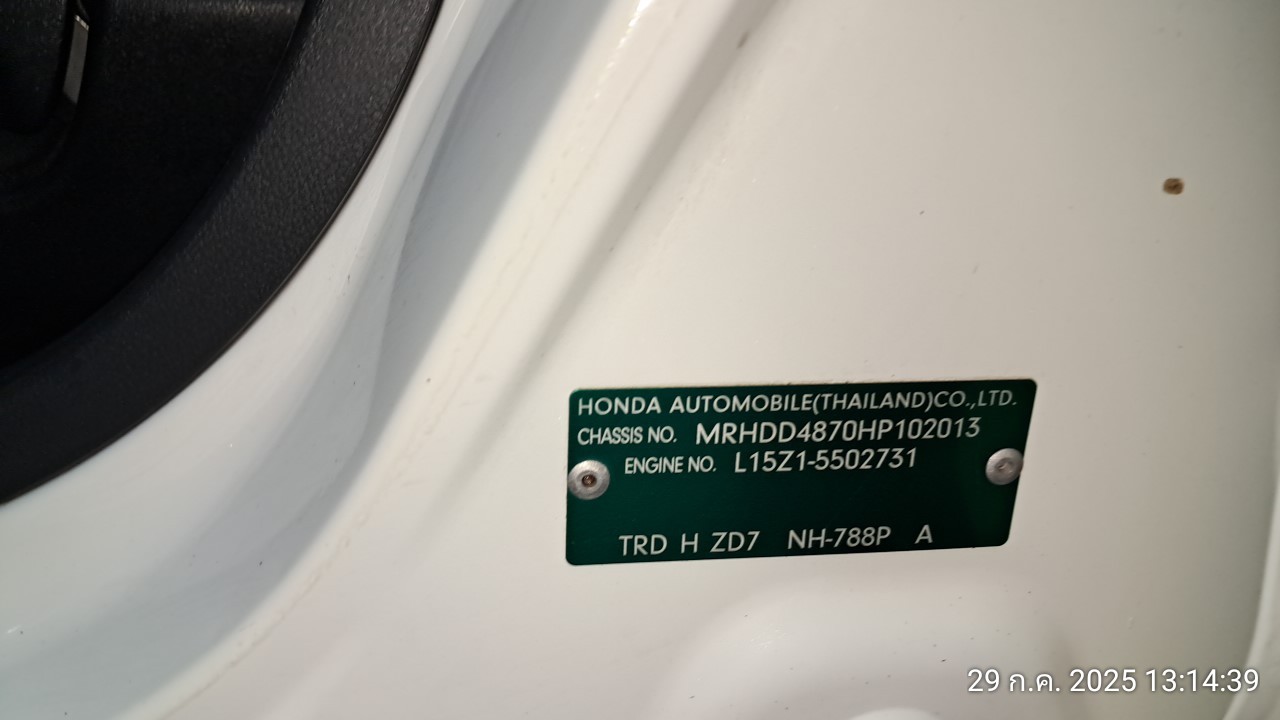 HONDA AUTOMOBILE(THAILAND)CO.,LTD.
CHASSIS NO. MRHDD4870HP102013
ENGINE NO. L15Z1-5502731
TRD H ZD7 NH-788P A
29 ก.ค. 2025 13:14:39